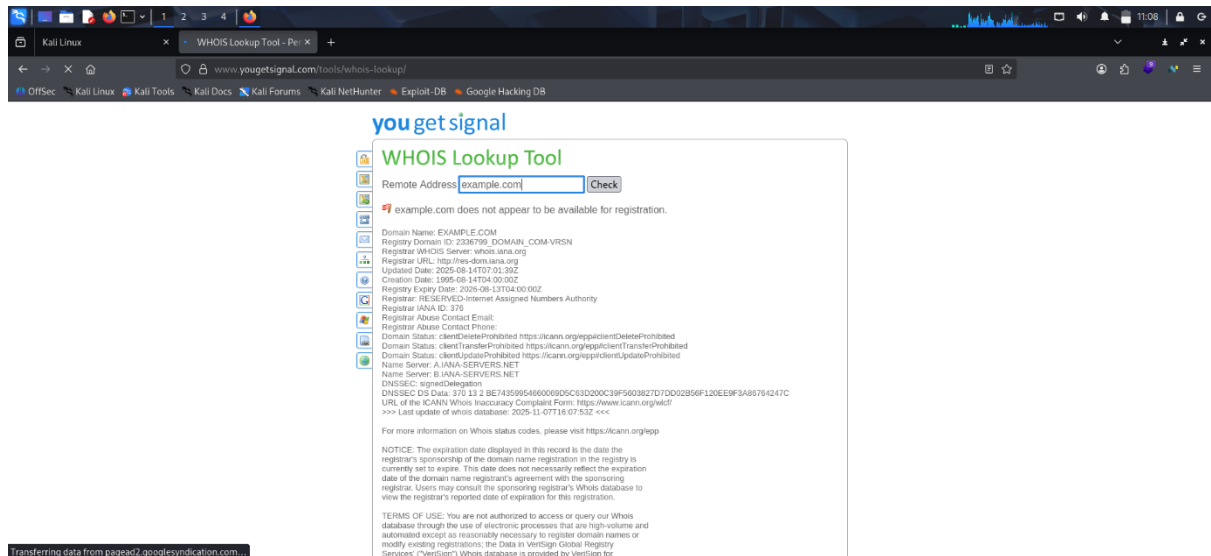 1 2 3 4
11:08
Kali Linux
WHOIS Lookup Tool - Per
www.yougetsignal.com/tools/whois-lookup/
OffSec Kali Linux Kali Tools Kali Docs Kali Forums Kali NetHunter Exploit-DB Google Hacking DB
you get signal
WHOIS Lookup Tool
Remote Address example.com Check
example.com does not appear to be available for registration.
Domain Name: EXAMPLE.COM
Registry Domain ID: 2336799_DOMAIN_COM-VRSN
Registrar WHOIS Server: whois.iana.org
Registrar URL: http://res-dom.iana.org
Updated Date: 2025-08-14T07:01:39Z
Creation Date: 1995-08-14T04:00:00Z
Registry Expiry Date: 2026-08-13T04:00:00Z
Registrar: RESERVED-Internet Assigned Numbers Authority
Registrar IANA ID: 376
Registrar Abuse Contact Email:
Registrar Abuse Contact Phone:
Domain Status: clientDeleteProhibited https://icann.org/epp#clientDeleteProhibited
Domain Status: clientTransferProhibited https://icann.org/epp#clientTransferProhibited
Domain Status: clientUpdateProhibited https://icann.org/epp#clientUpdateProhibited
Name Server: A.IANA-SERVERS.NET
Name Server: B.IANA-SERVERS.NET
DNSSEC: signedDelegation
DNSSEC DS Data: 370 13 2 BE74359954660069D5C63D200C39F5603827D7DD02B56F120EE9F3A86764247C
URL of the ICANN Whois Inaccuracy Complaint Form: https://www.icann.org/wicf/
>>> Last update of whois database: 2025-11-07T16:07:53Z <<<
For more information on Whois status codes, please visit https://icann.org/epp
NOTICE: The expiration date displayed in this record is the date the
registrar's sponsorship of the domain name registration in the registry is
currently set to expire. This date does not necessarily reflect the expiration
date of the domain name registrant's agreement with the sponsoring
registrar. Users may consult the sponsoring registrar's Whois database to
view the registrar's reported date of expiration for this registration.
TERMS OF USE: You are not authorized to access or query our Whois
database through the use of electronic processes that are high-volume and
automated except as reasonably necessary to register domain names or
modify existing registrations; the Data in VeriSign Global Registry
Services' ("VeriSign") Whois database is provided by VeriSign for
Transferring data from pagead2.googlesyndication.com...